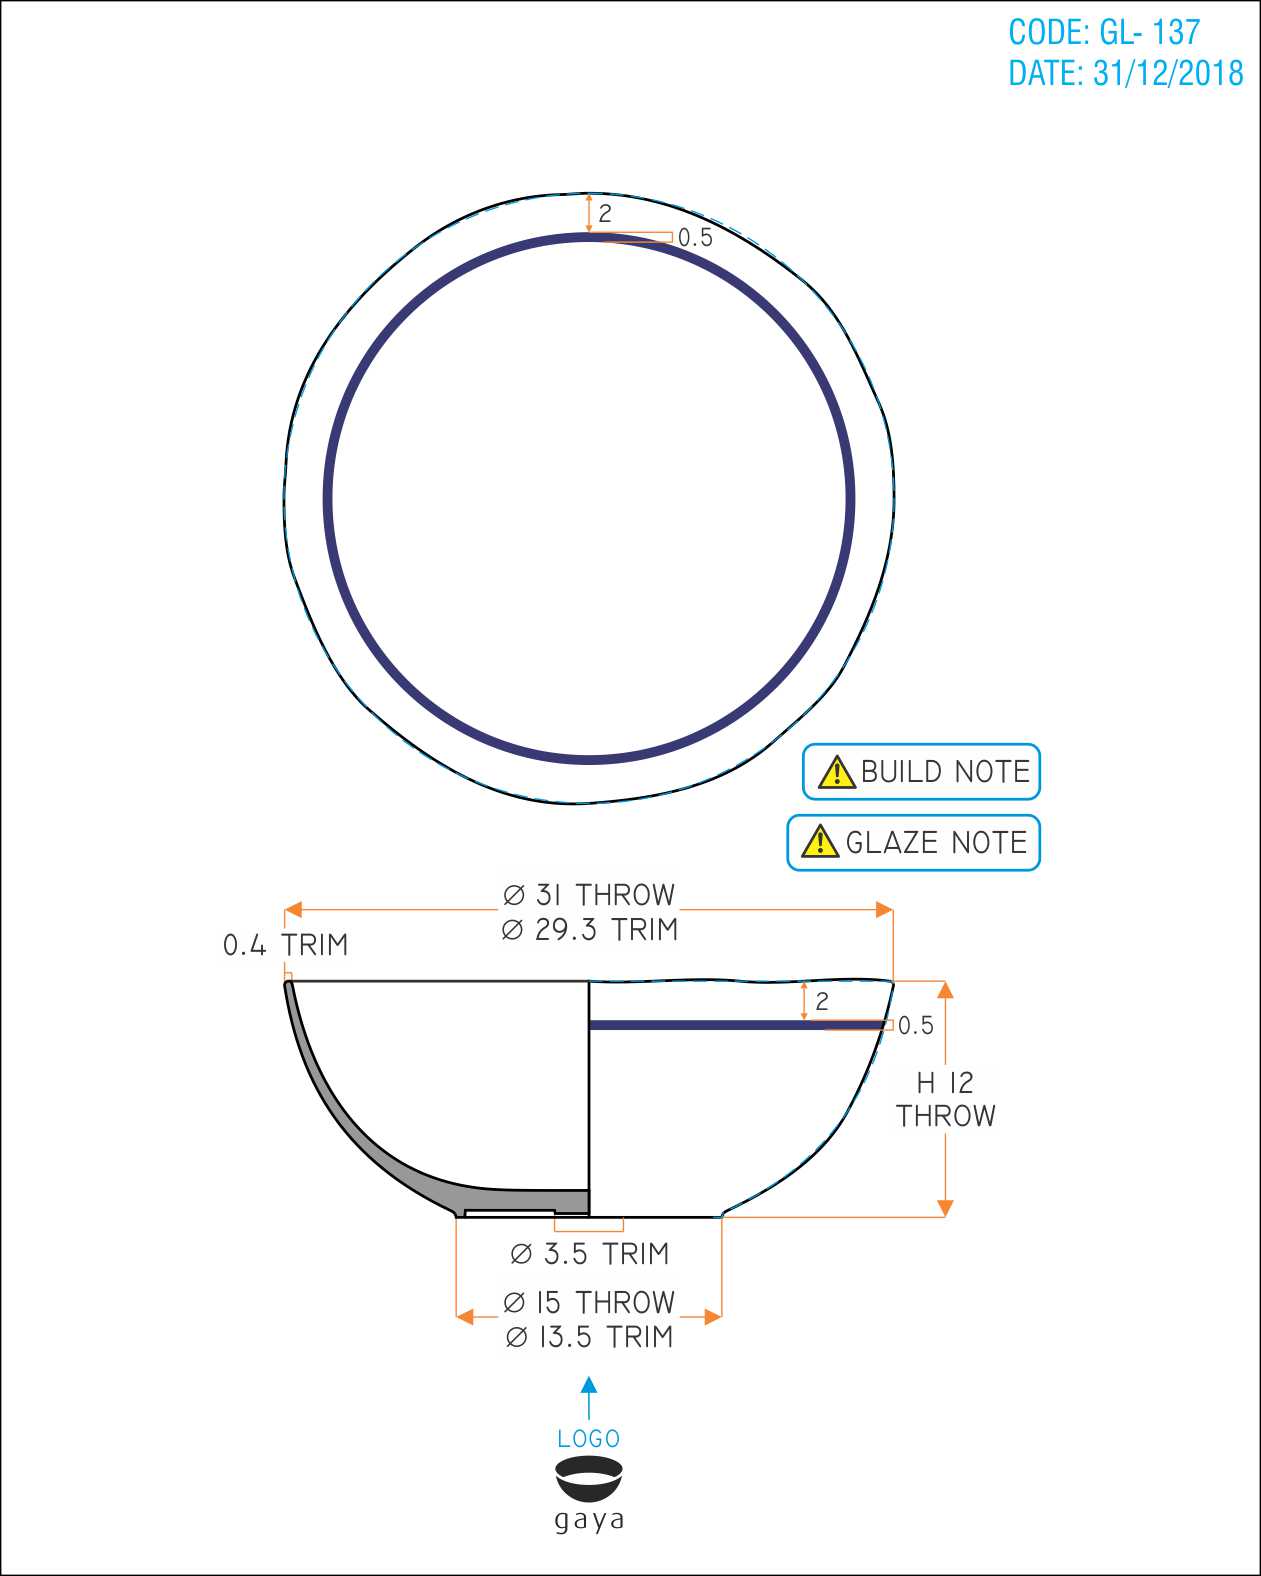 CODE: GL- 137
DATE: 31/12/2018
2
0.5
BUILD NOTE
GLAZE NOTE
Ø 31 THROW
Ø 29.3 TRIM
0.4 TRIM
2
0.5
H 12
THROW
Ø 3.5 TRIM
Ø 15 THROW
Ø 13.5 TRIM
LOGO
gaya